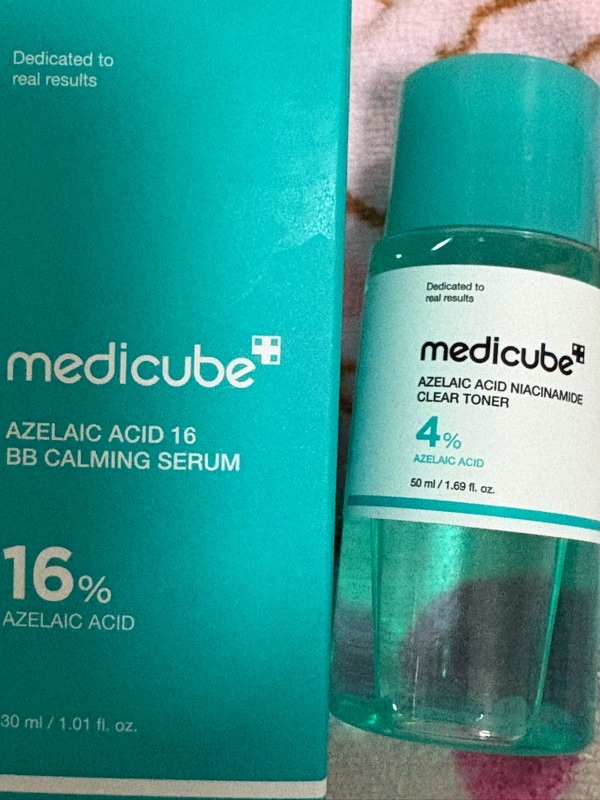 Dedicated to
real results
medicube
AZELAIC ACID 16
BB CALMING SERUM
16%
AZELAIC ACID
30 ml / 1.01 fl. oz.
Dedicated to
real results
medicube
AZELAIC ACID NIACINAMIDE
CLEAR TONER
4%
AZELAIC ACID
50 ml / 1.69 fl. oz.